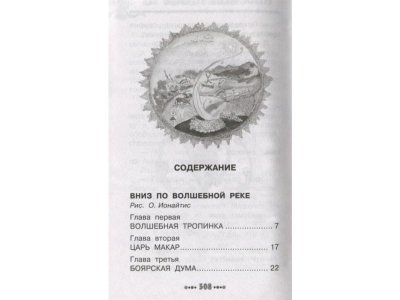 СОДЕРЖАНИЕ
ВНИЗ ПО ВОЛШЕБНОЙ РЕКЕ
Рис. О. Ионайтис
Глава первая
ВОЛШЕБНАЯ ТРОПИНКА .................. 7
Глава вторая
ЦАРЬ МАКАР ................................. 17
Глава третья
БОЯРСКАЯ ДУМА ........................... 22
508